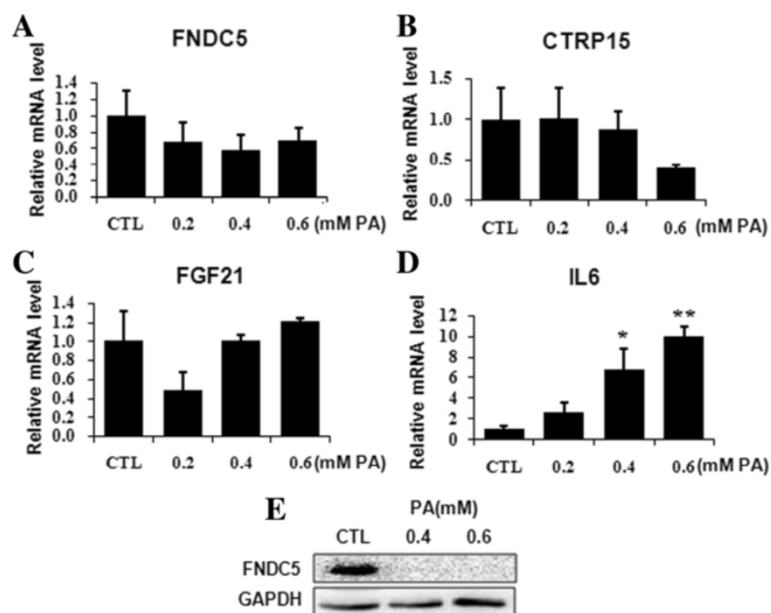 A
FNDC5
Relative mRNA level
1.4
1.2
1.0
0.8
0.6
0.4
0.2
0.0
CTL 0.2 0.4 0.6 (mM PA)
B
CTRP15
Relative mRNA level
1.5
1.0
0.5
0.0
CTL 0.2 0.4 0.6 (mM PA)
C
FGF21
Relative mRNA level
1.4
1.2
1.0
0.8
0.6
0.4
0.2
0.0
CTL 0.2 0.4 0.6 (mM PA)
D
IL6
Relative mRNA level
12
10
8
6
4
2
0
* **
CTL 0.2 0.4 0.6 (mM PA)
E
PA(mM)
CTL 0.4 0.6
FNDC5
GAPDH